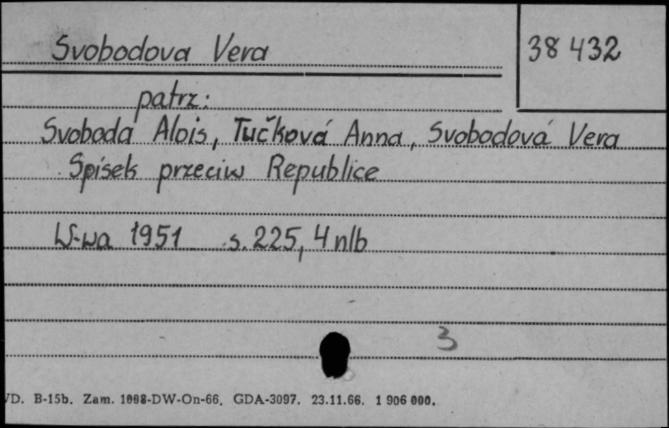 Svobodova Vera
38 432
patrz:
Svoboda Alois, Tučková Anna, Svobodová Vera
Spisek przeciw Republice
W-wa 1951 s. 225, 4 nlb
3
D. B-15b. Zam. 1098-DW-On-66. GDA-3097. 23.11.66. 1 906 000.